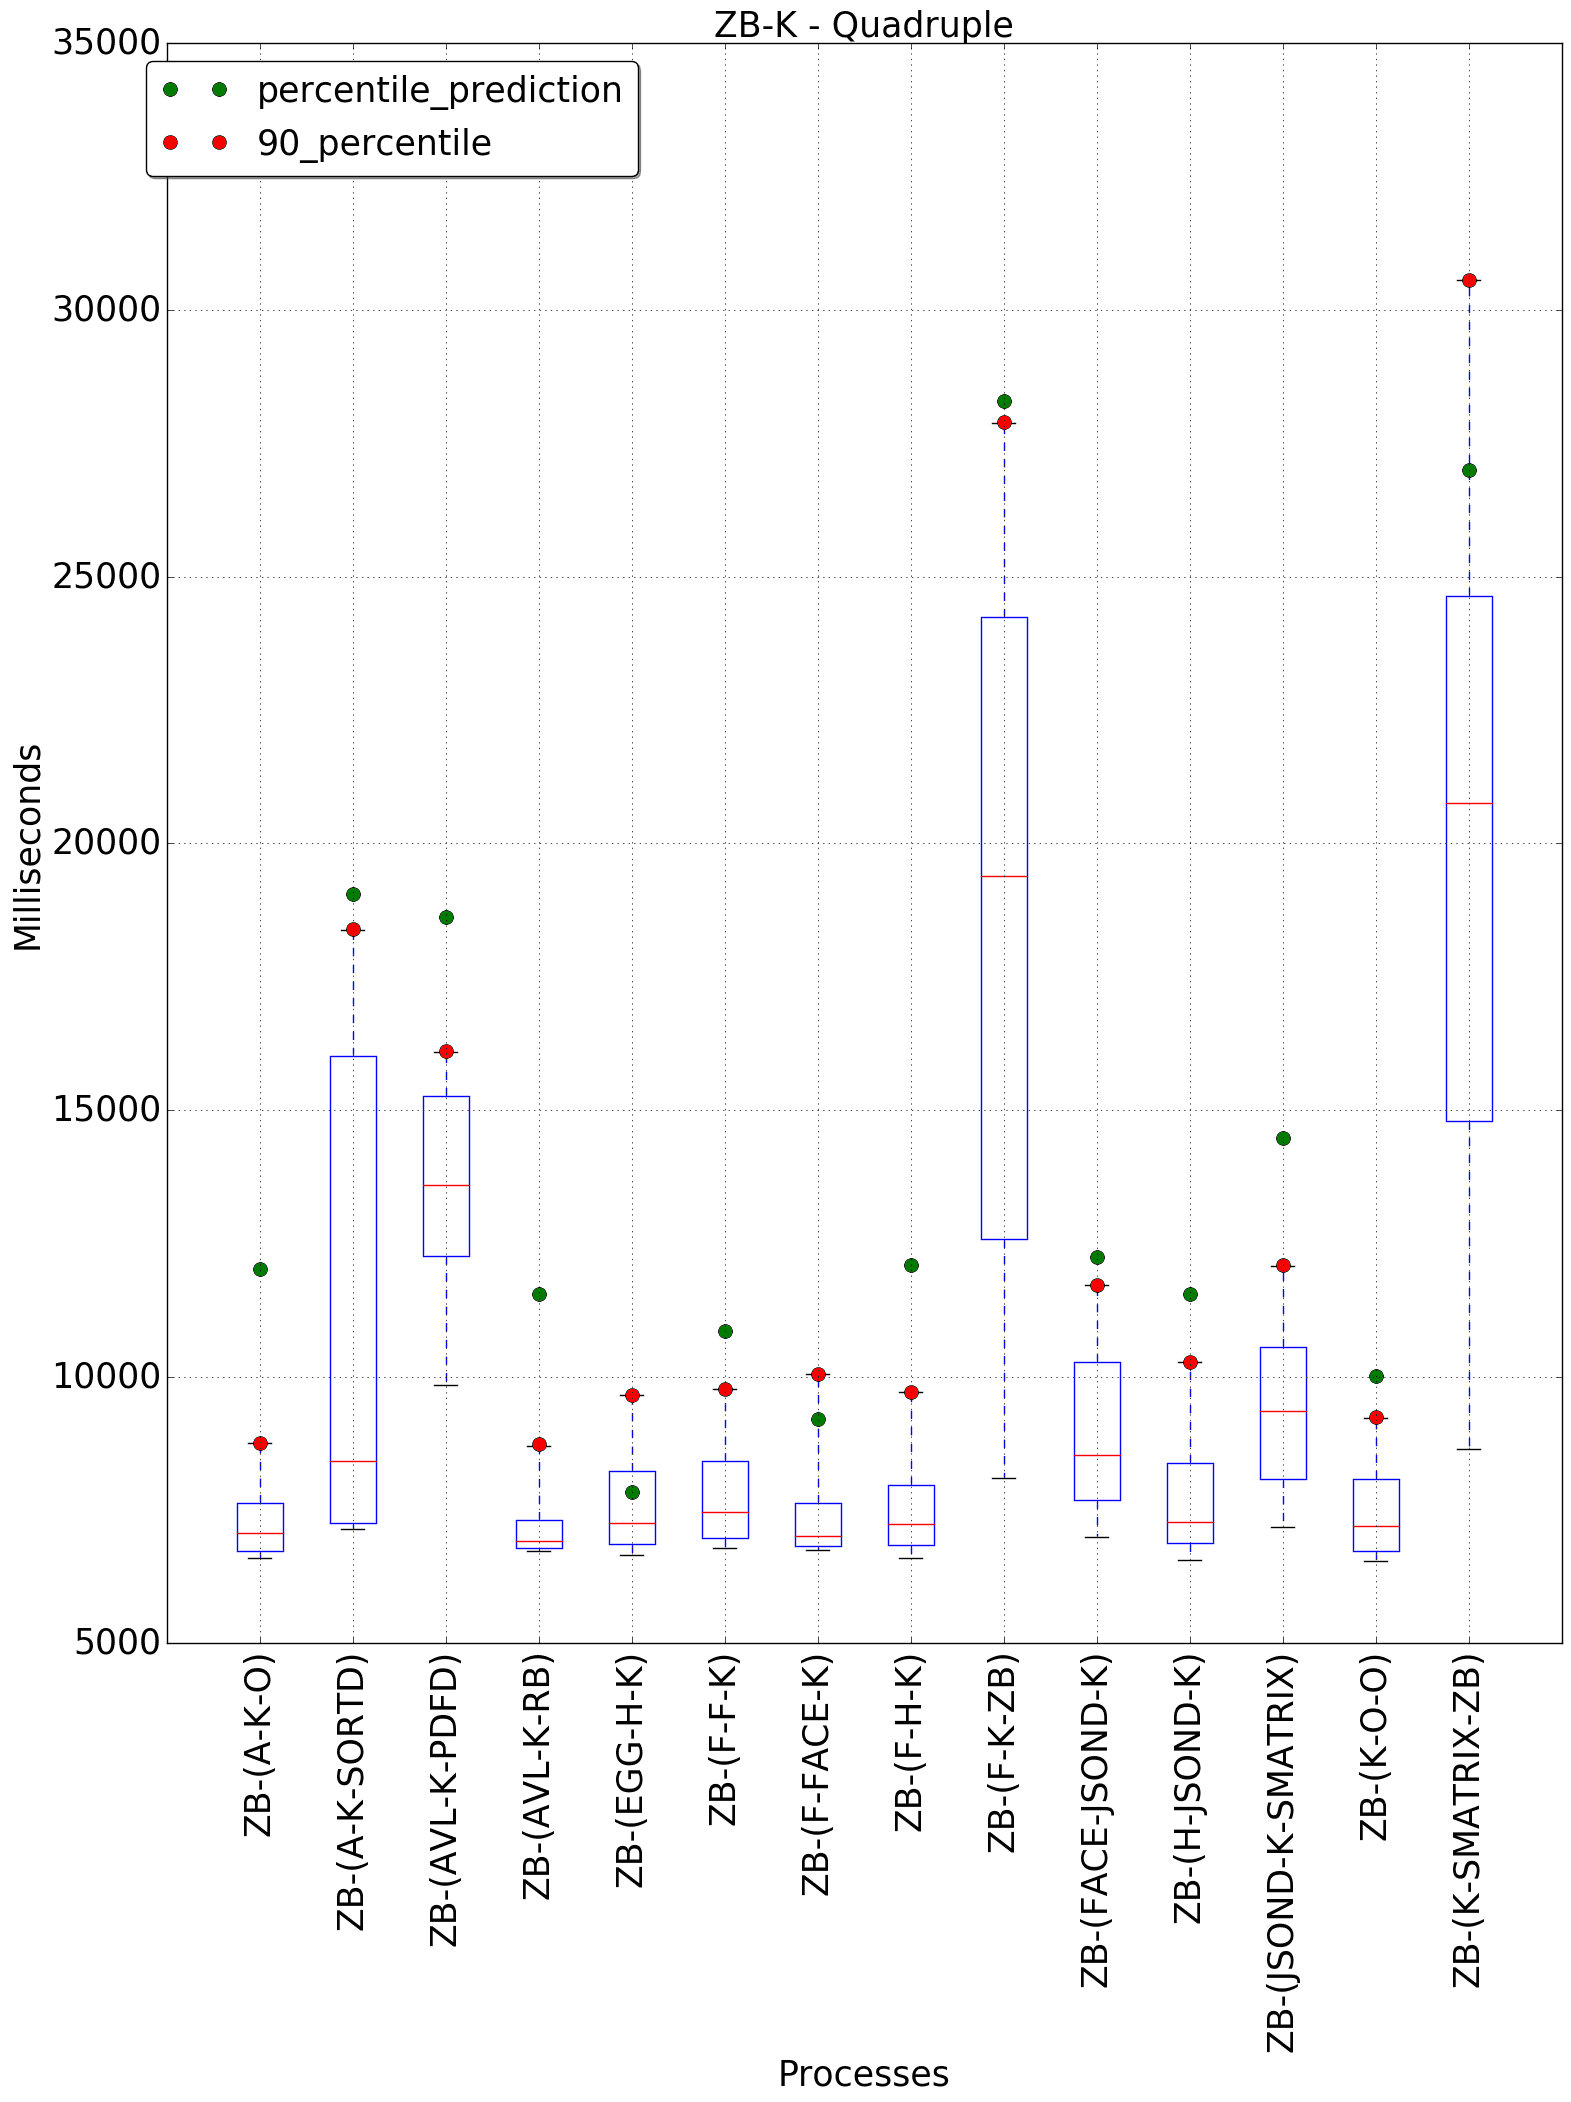 ZB-K - Quadruple
35000
percentile_prediction
90_percentile
30000
25000
20000
15000
10000
5000
Milliseconds
ZB-(A-K-O)
ZB-(A-K-SORTD)
ZB-(AVL-K-PDFD)
ZB-(AVL-K-RB)
ZB-(EGG-H-K)
ZB-(F-F-K)
ZB-(F-FACE-K)
ZB-(F-H-K)
ZB-(F-K-ZB)
ZB-(FACE-JSOND-K)
ZB-(H-JSOND-K)
ZB-(JSOND-K-SMATRIX)
ZB-(K-O-O)
ZB-(K-SMATRIX-ZB)
Processes